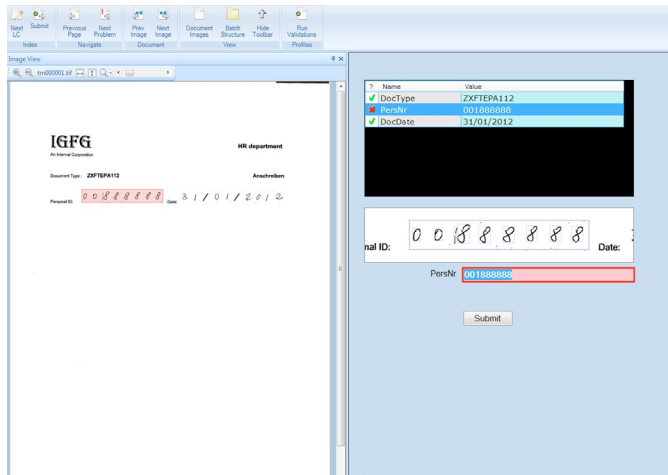 Next LC
Submit
Previous Page
Next Problem
Prev Image
Next Image
Document Images
Batch Structure
Hide Toolbar
Run Validations
Index
Navigate
Document
View
Profiles
Image View
trn000001.tif
IGFG
An Internal Corporation
HR department
Document Type: ZXFTEPA112
Anschreiben
Personal ID: 0 0 8 8 8 8 8 8 Date: 3 1 / 0 1 / 2 0 1 2
? Name Value
DocType ZXFTEPA112
PersNr 001888888
DocDate 31/01/2012
nal ID: 0 0 8 8 8 8 8 8 Date:
PersNr 001888888
Submit